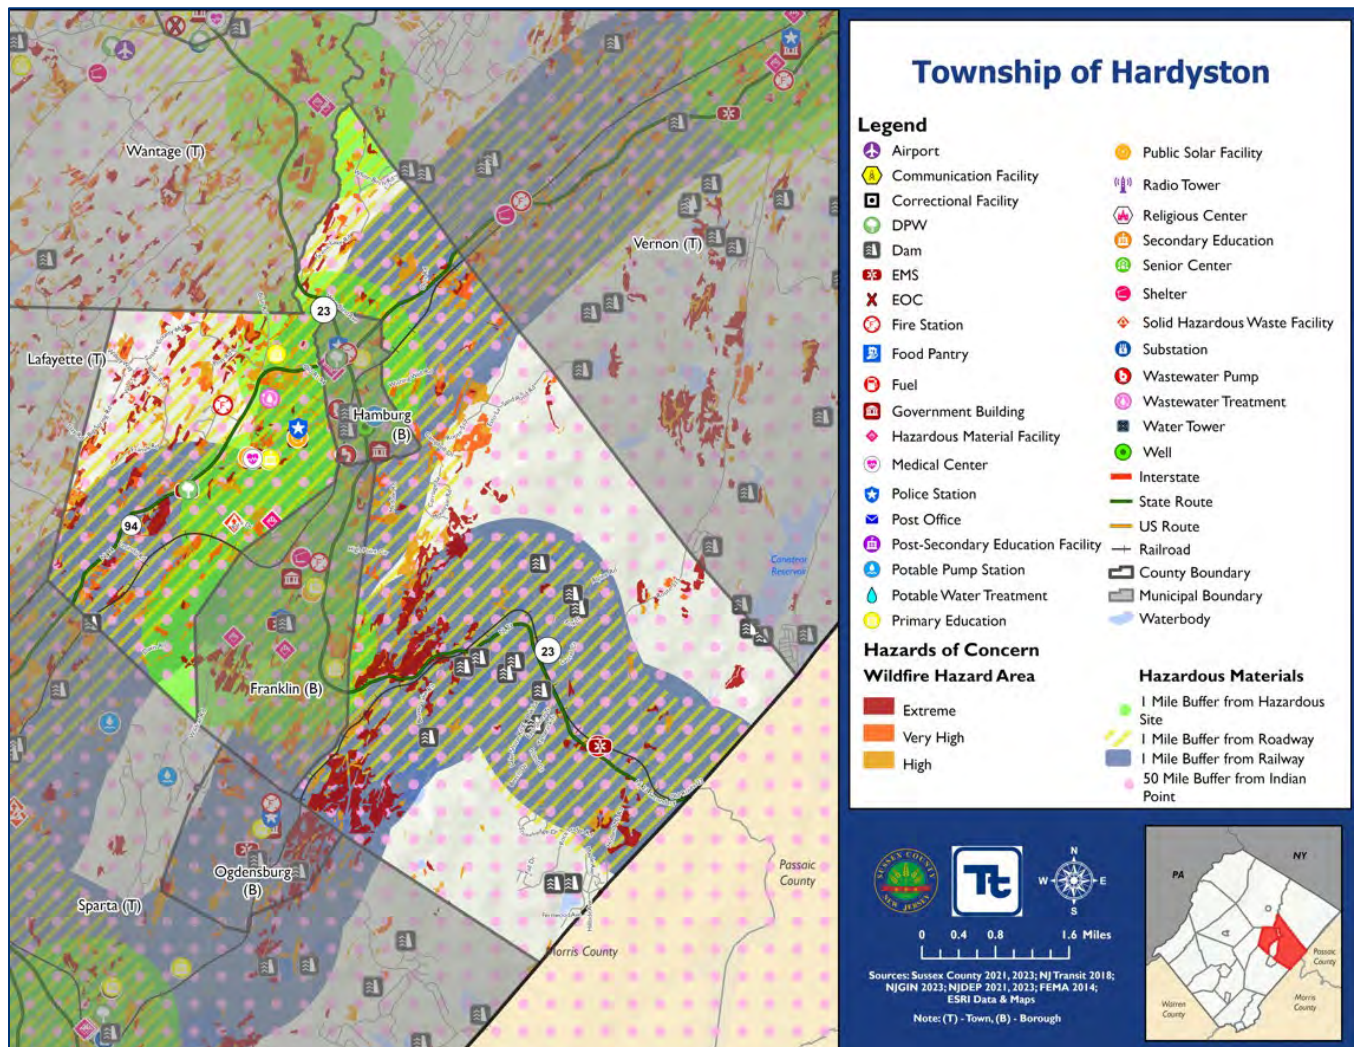 Township of Hardyston
Legend
Airport
Communication Facility
Correctional Facility
DPW
Dam
EMS
EOC
Fire Station
Food Pantry
Fuel
Government Building
Hazardous Material Facility
Medical Center
Police Station
Post Office
Post-Secondary Education Facility
Potable Pump Station
Potable Water Treatment
Primary Education
Public Solar Facility
Radio Tower
Religious Center
Secondary Education
Senior Center
Shelter
Solid Hazardous Waste Facility
Substation
Wastewater Pump
Wastewater Treatment
Water Tower
Well
Interstate
State Route
US Route
Railroad
County Boundary
Municipal Boundary
Waterbody
Hazards of Concern
Wildfire Hazard Area
Extreme
Very High
High
Hazardous Materials
1 Mile Buffer from Hazardous
Site
1 Mile Buffer from Roadway
1 Mile Buffer from Railway
50 Mile Buffer from Indian
Point
Wantage (T)
Vernon (T)
23
Lafayette (T)
Hamburg
(B)
94
Canistear
Reservoir
23
Franklin (B)
Ogdensburg
(B)
Sparta (T)
Passaic
County
Morris County
SUSSEX COUNTY
NEW JERSEY
Tt
N
W
E
S
0 0.4 0.8 1.6 Miles
Sources: Sussex County 2021, 2023; NJ Transit 2018;
NJGIN 2023; NJDEP 2021, 2023; FEMA 2014;
ESRI Data & Maps
Note: (T) - Town, (B) - Borough
NY
PA
Passaic
County
Morris
County
Warren
County